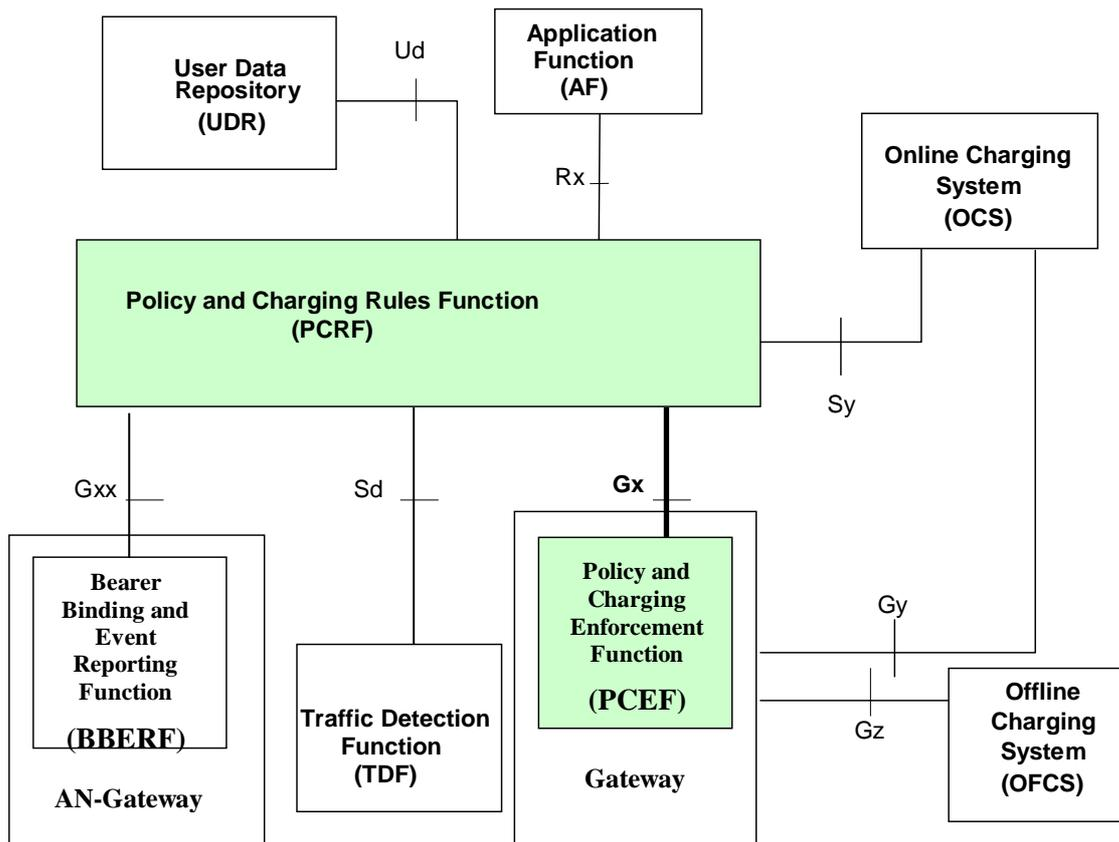 User Data
Repository
(UDR)
Ud
Application
Function
(AF)
Rx
Online Charging
System
(OCS)
Policy and Charging Rules Function
(PCRF)
Sy
Gxx
Sd
Gx
Bearer
Binding and
Event
Reporting
Function
(BBERF)
AN-Gateway
Traffic Detection
Function
(TDF)
Policy and
Charging
Enforcement
Function
(PCEF)
Gateway
Gy
Gz
Offline
Charging
System
(OFCS)